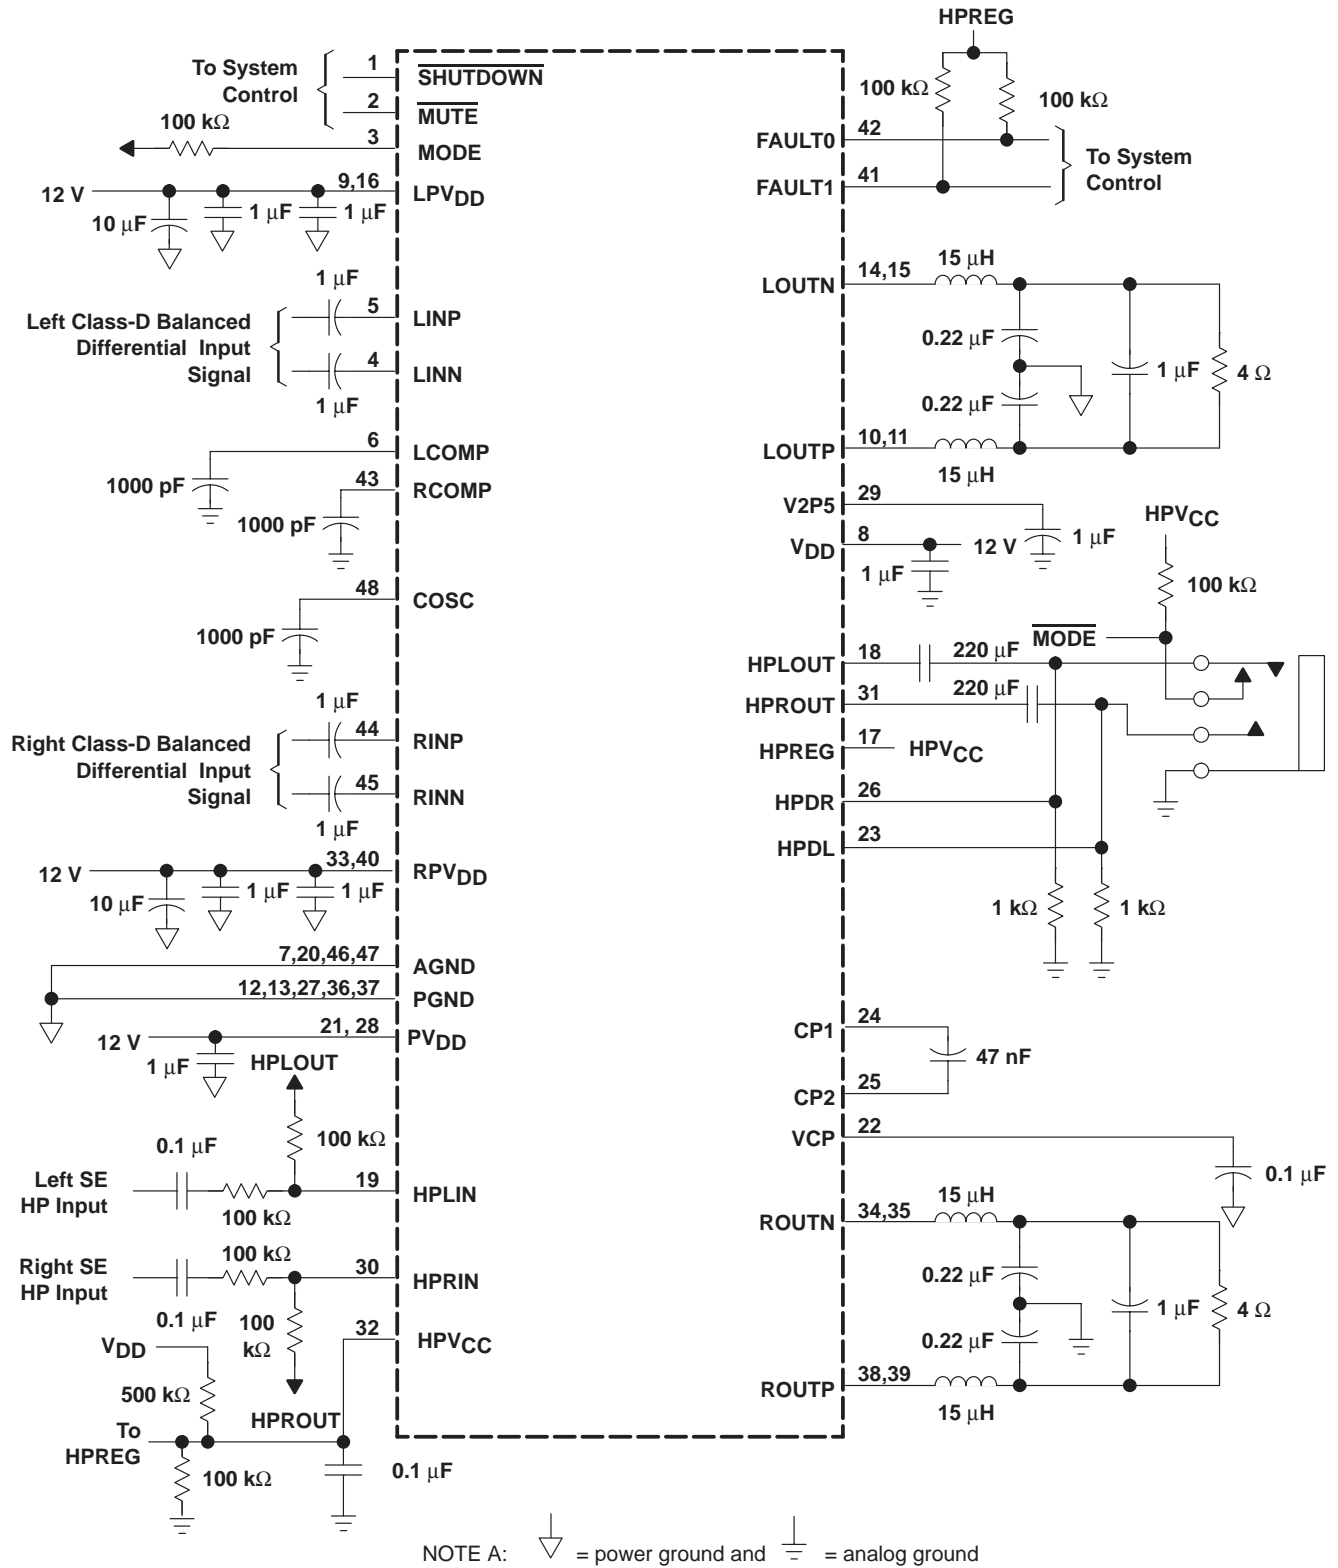 HPREG
100 kΩ
100 kΩ
To System
Control
1
SHUTDOWN
2
MUTE
100 kΩ
3
MODE
12 V
9,16
LPVDD
10 μF
1 μF
1 μF
42
FAULT0
41
FAULT1
To System
Control
1 μF
5
LINP
Left Class-D Balanced
Differential Input
Signal
4
LINN
1 μF
LOUTN
14,15
15 μH
0.22 μF
0.22 μF
1 μF
4 Ω
LOUTP
10,11
15 μH
6
LCOMP
1000 pF
43
RCOMP
1000 pF
V2P5
29
1 μF
VDD
8
12 V
1 μF
HPVCC
100 kΩ
MODE
48
COSC
1000 pF
HPLOUT
18
220 μF
HPROUT
31
220 μF
HPREG
17
HPVCC
HPDR
26
HPDL
23
1 kΩ
1 kΩ
1 μF
44
RINP
Right Class-D Balanced
Differential Input
Signal
45
RINN
1 μF
12 V
33,40
RPVDD
10 μF
1 μF
1 μF
7,20,46,47
AGND
12,13,27,36,37
PGND
12 V
21, 28
PVDD
1 μF
HPLOUT
100 kΩ
CP1
24
47 nF
CP2
25
VCP
22
0.1 μF
0.1 μF
Left SE
HP Input
100 kΩ
19
HPLIN
Right SE
HP Input
100 kΩ
30
HPRIN
0.1 μF
100
kΩ
HPROUT
32
HPVCC
VDD
500 kΩ
To
HPREG
100 kΩ
0.1 μF
ROUTN
34,35
15 μH
0.22 μF
0.22 μF
1 μF
4 Ω
ROUTP
38,39
15 μH
NOTE A: = power ground and = analog ground